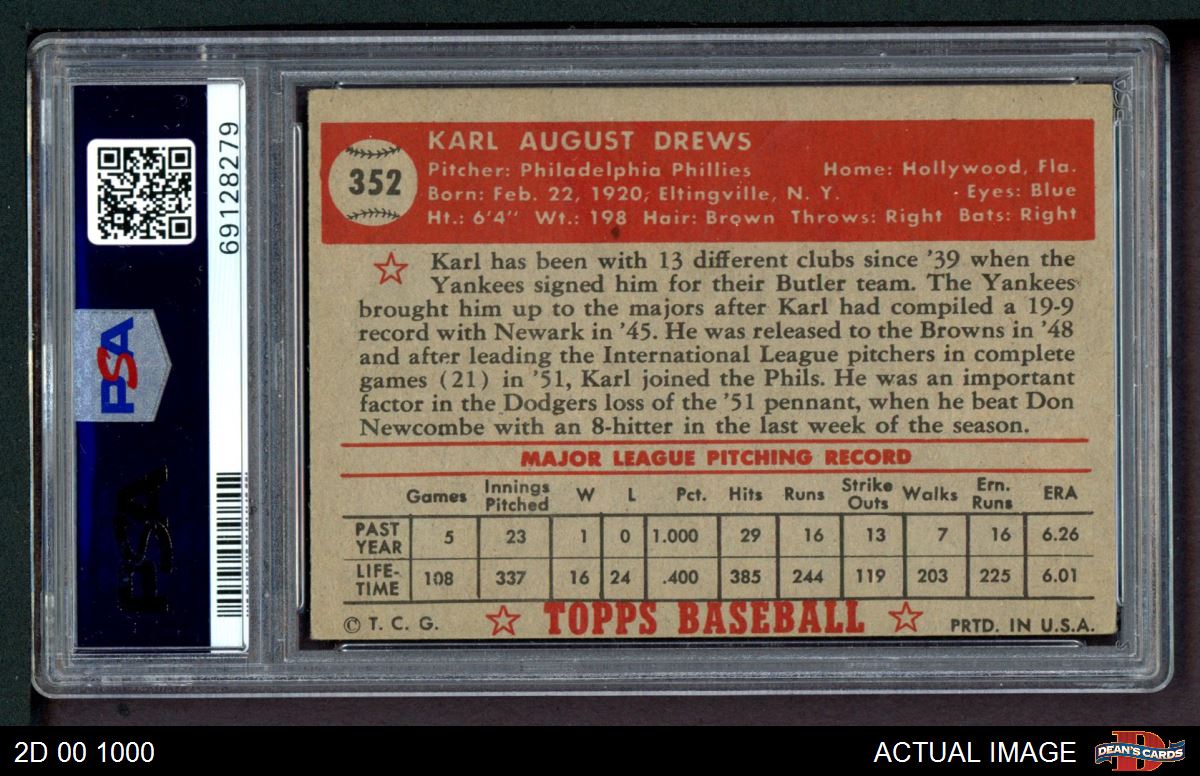 69128279
PSA
PSA
352
KARL AUGUST DREWS
Pitcher: Philadelphia Phillies Home: Hollywood, Fla.
Born: Feb. 22, 1920, Eltingville, N. Y. Eyes: Blue
Ht.: 6'4" Wt.: 198 Hair: Brown Throws: Right Bats: Right
Karl has been with 13 different clubs since '39 when the
Yankees signed him for their Butler team. The Yankees
brought him up to the majors after Karl had compiled a 19-9
record with Newark in '45. He was released to the Browns in '48
and after leading the International League pitchers in complete
games (21) in '51, Karl joined the Phils. He was an important
factor in the Dodgers loss of the '51 pennant, when he beat Don
Newcombe with an 8-hitter in the last week of the season.
MAJOR LEAGUE PITCHING RECORD
Games Innings Pitched W L Pct. Hits Runs Strike Outs Walks Ern. Runs ERA
PAST YEAR 5 23 1 0 1.000 29 16 13 7 16 6.26
LIFE-TIME 108 337 16 24 .400 385 244 119 203 225 6.01
© T. C. G. TOPPS BASEBALL PRTD. IN U.S.A.
2D 00 1000 ACTUAL IMAGE DEAN'S CARDS